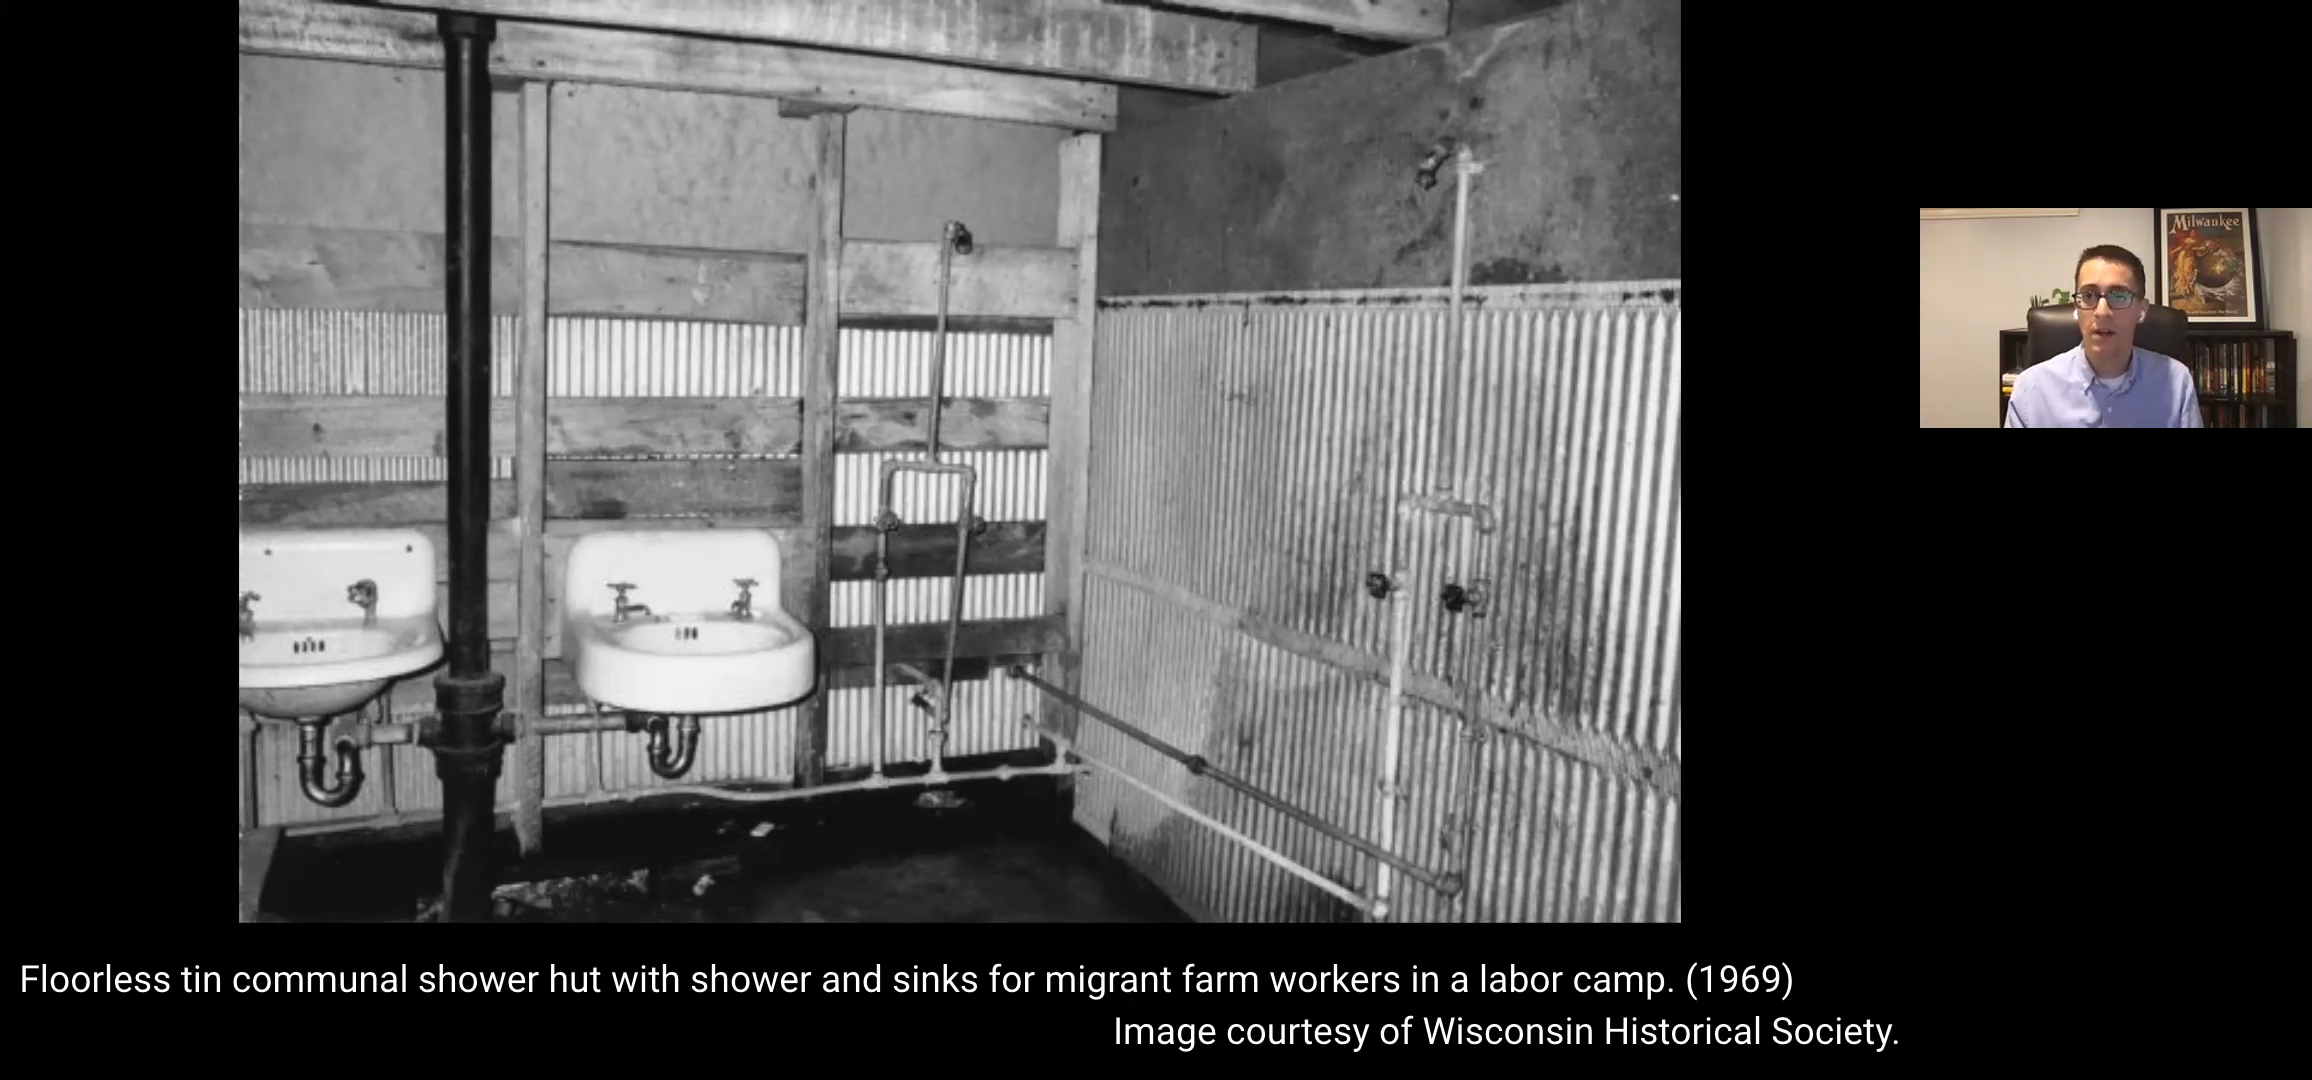 Milwaukee
Floorless tin communal shower hut with shower and sinks for migrant farm workers in a labor camp. (1969)
Image courtesy of Wisconsin Historical Society.